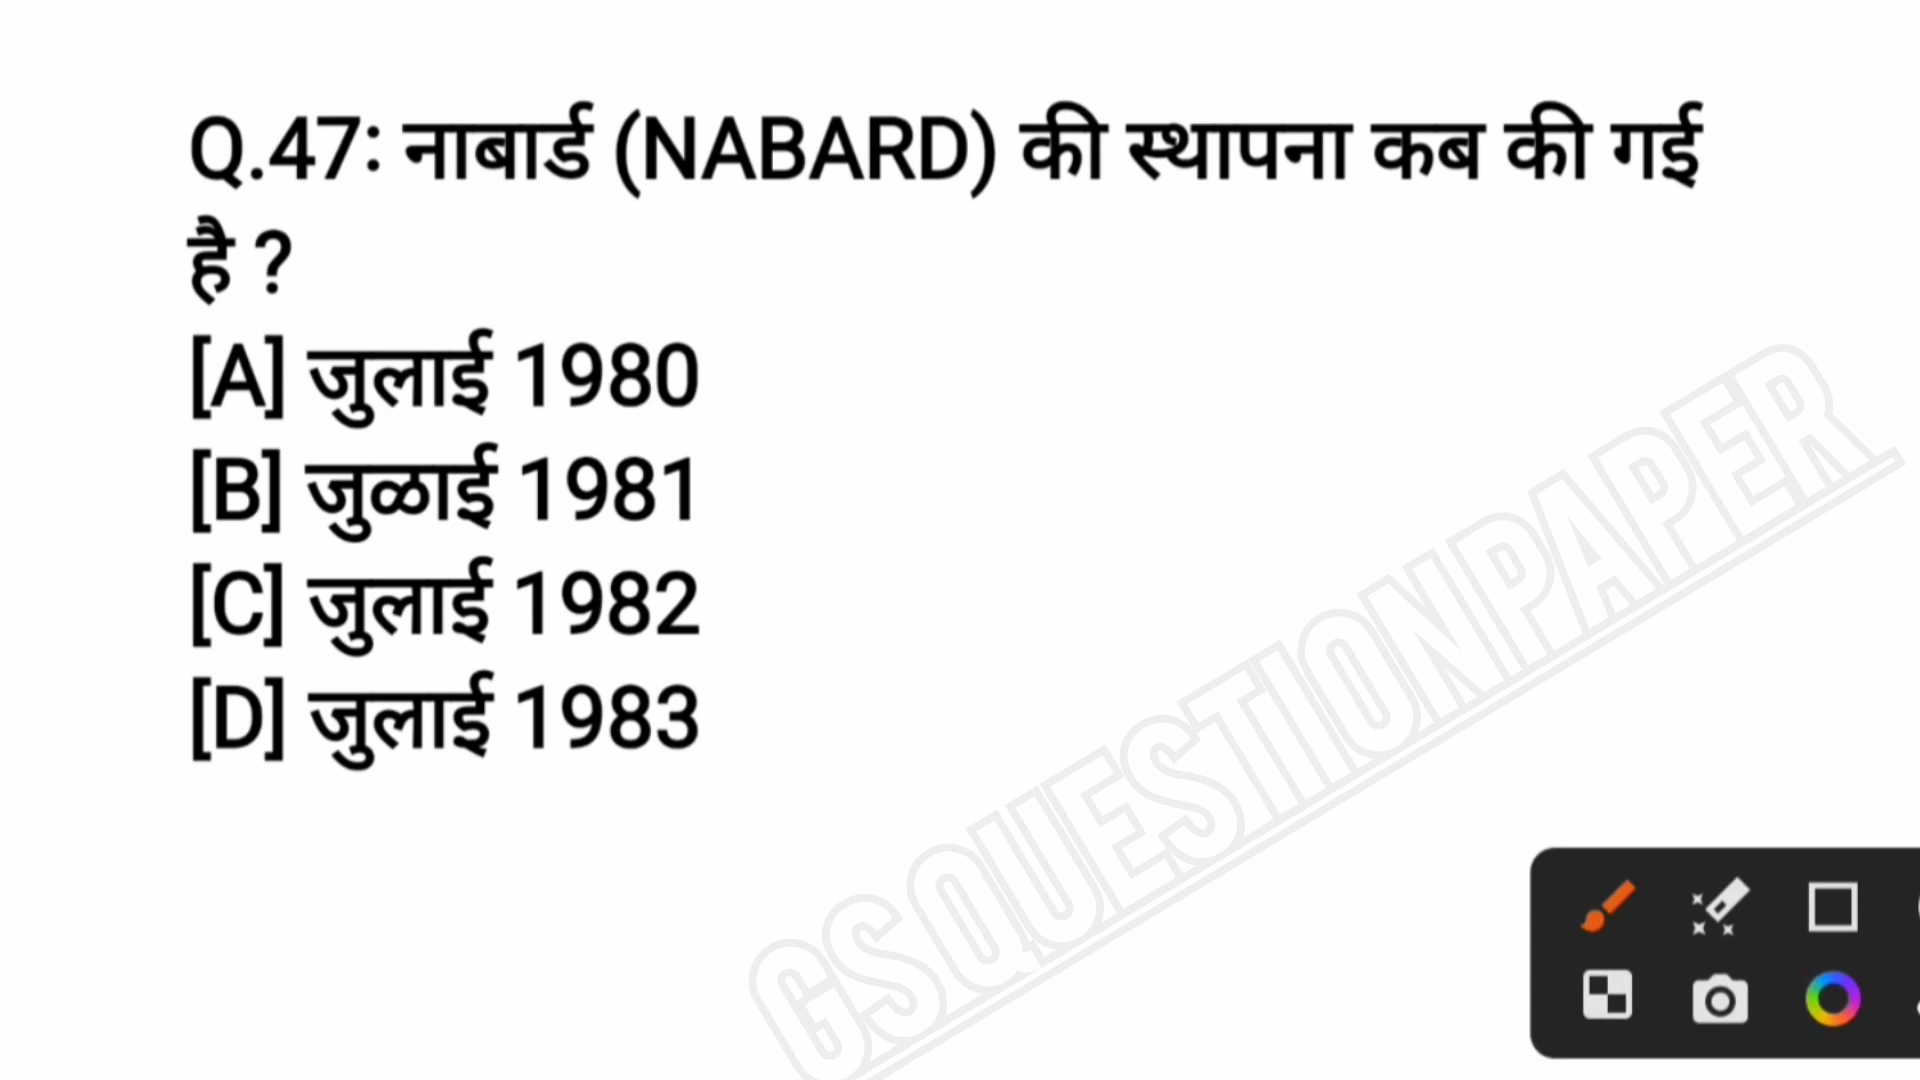 Q.47: नाबार्ड (NABARD) की स्थापना कब की गई
है ?
[A] जुलाई 1980
[B] जुळाई 1981
[C] जुलाई 1982
[D] जुलाई 1983
GSQUESTIONPAPER